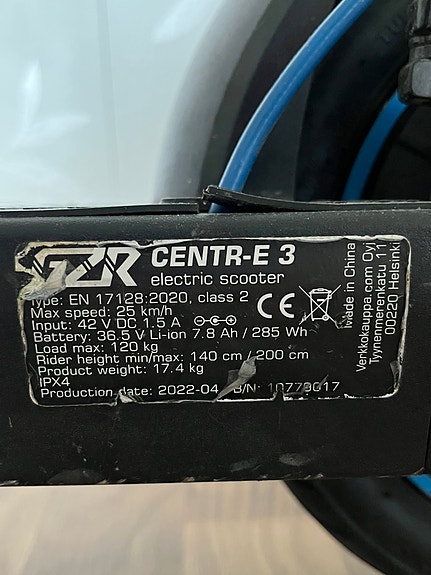 GZR CENTR-E 3
electric scooter
Type: EN 17128:2020, class 2
Max speed: 25 km/h
Input: 42 V DC 1.5 A
Battery: 36.5 V Li-ion 7.8 Ah / 285 Wh
Load max: 120 kg
Rider height min/max: 140 cm / 200 cm
Product weight: 17.4 kg
IPX4
Production date: 2022-04 B/N: 10779017
CE
Made in China
Verkkokauppa.com Oyj
Tyynenmerenkatu 11
00220 Helsinki